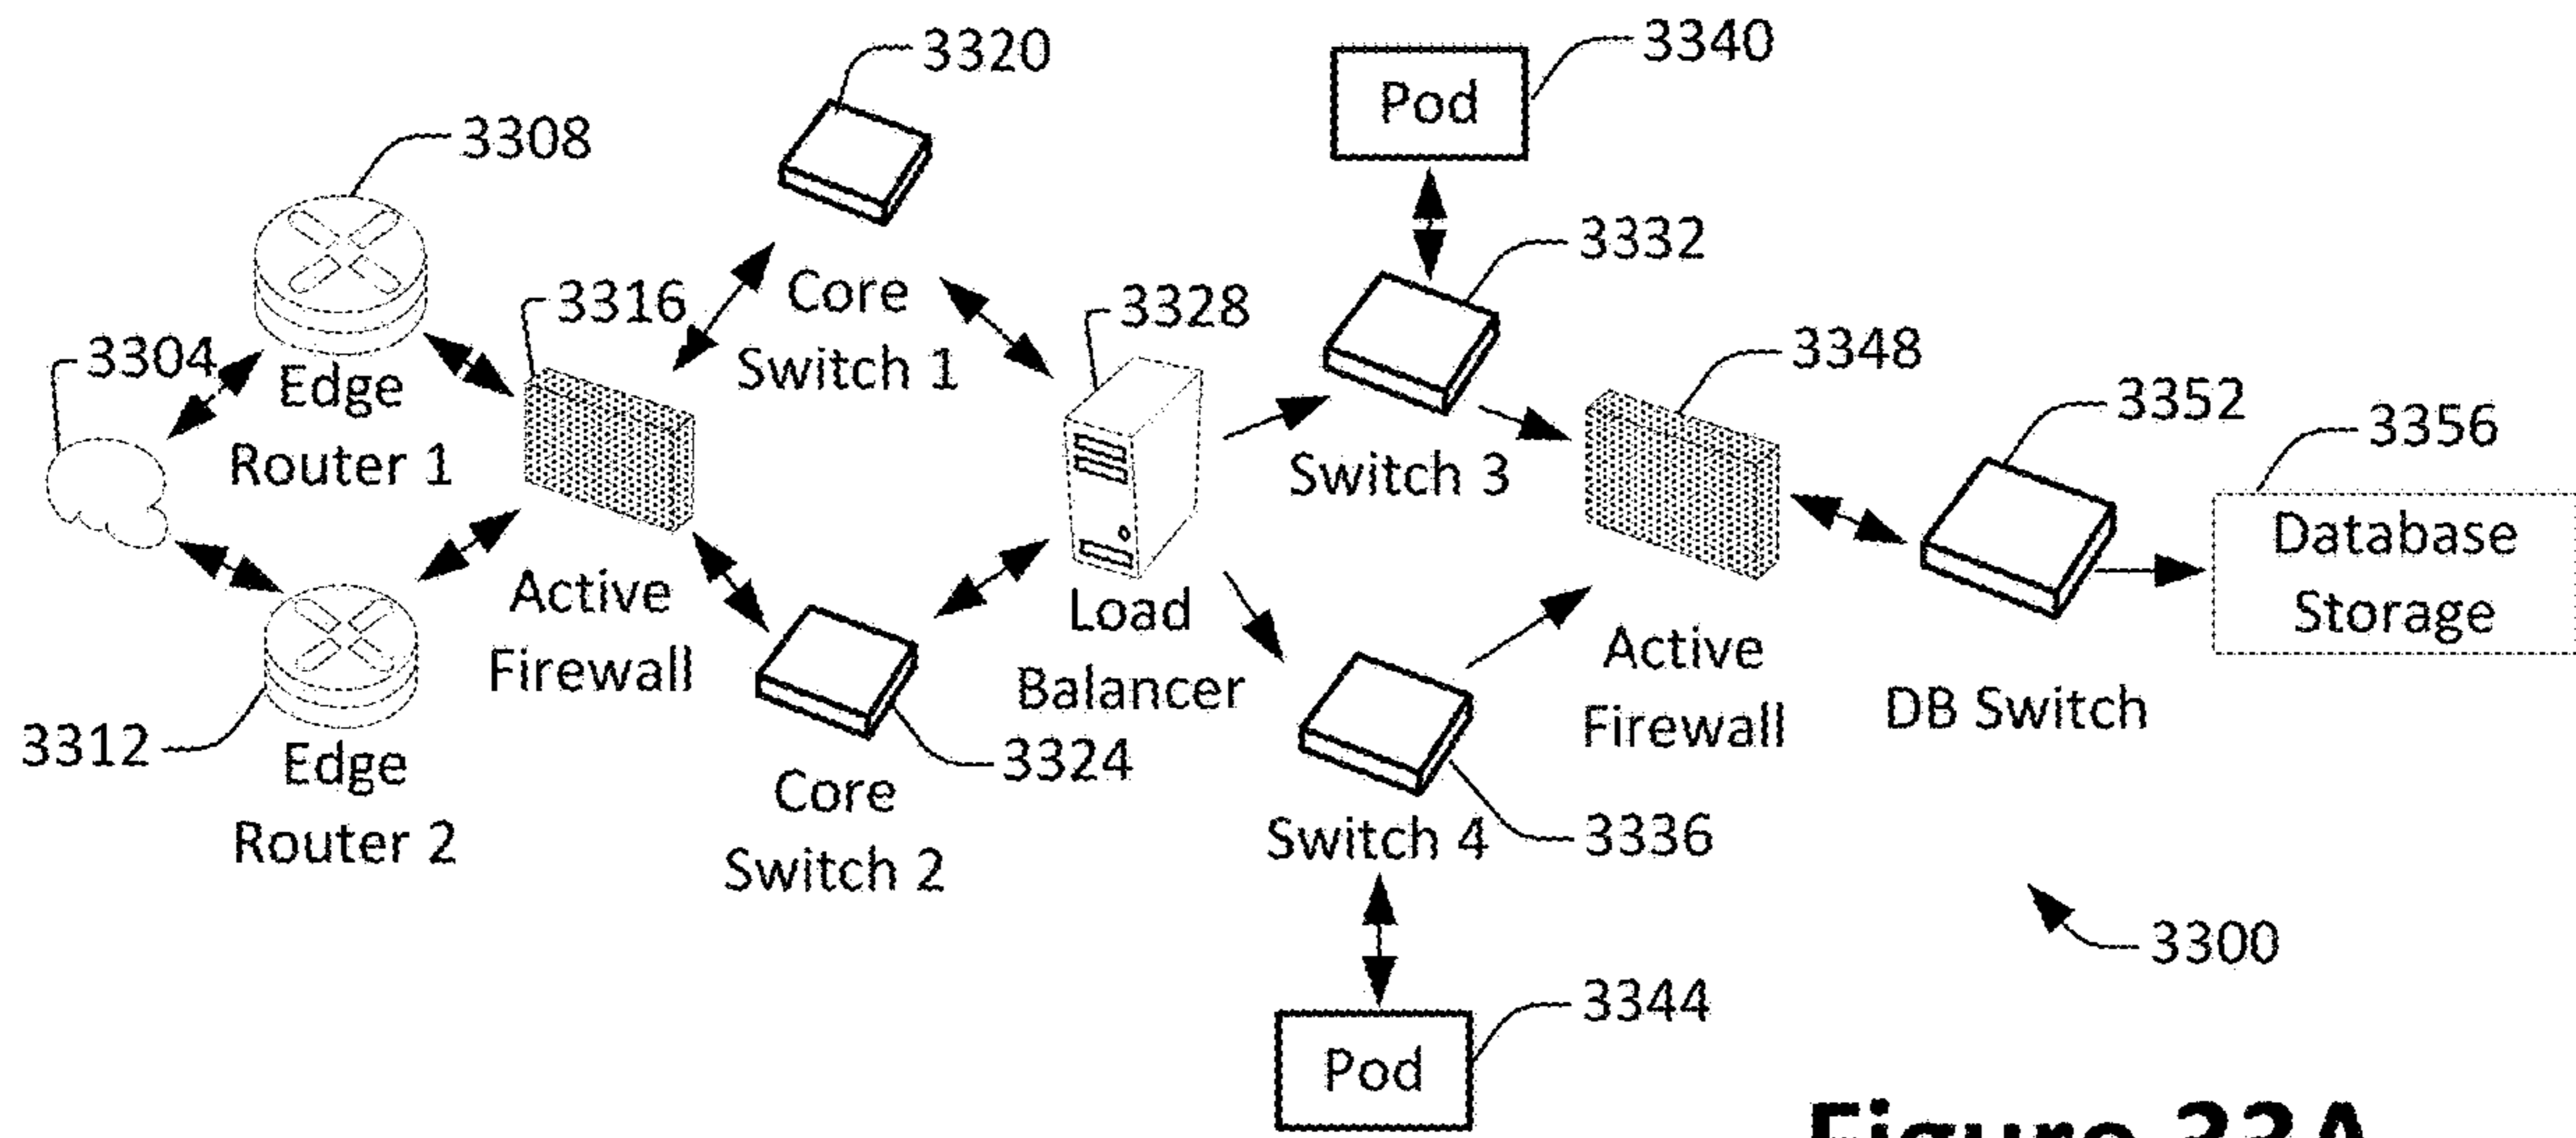 3320
3340
Pod
3308
3332
3316
Core
Switch 1
3328
3304
Edge
Router 1
3348
3352
3356
Switch 3
Database
Storage
Active
Firewall
Load
Balancer
Active
Firewall
DB Switch
3312
Edge
Router 2
3324
Core
Switch 2
Switch 4
3336
3300
3344
Pod
Figure 33A